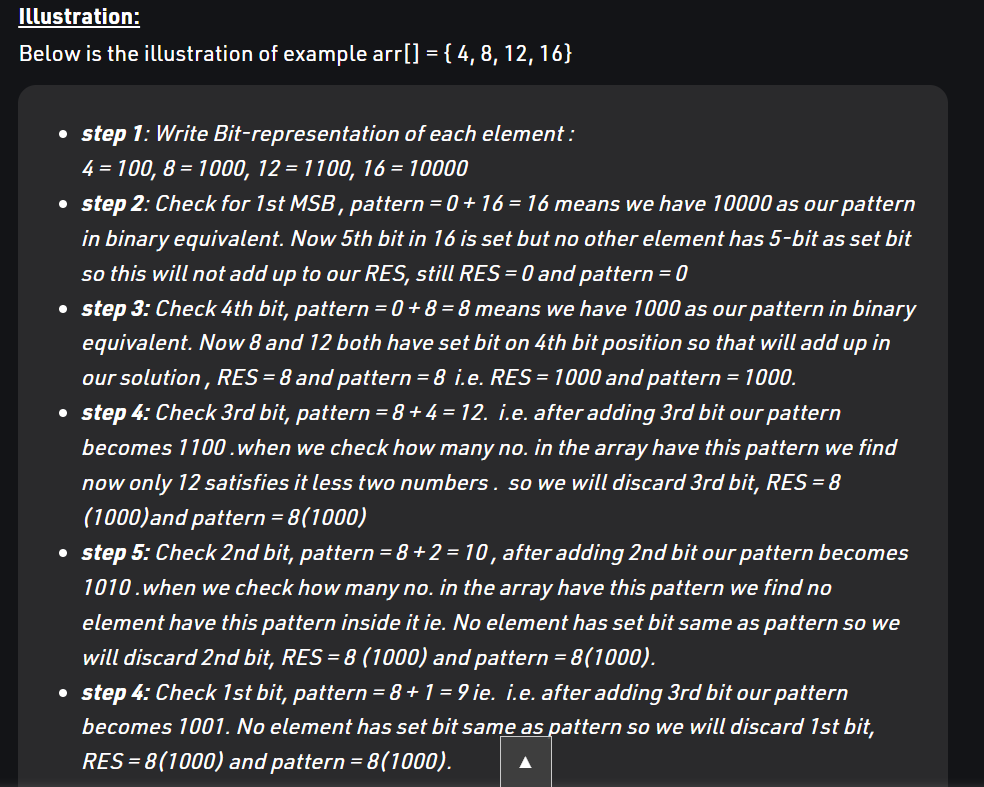 Illustration:
Below is the illustration of example arr[] = { 4, 8, 12, 16}
• step 1: Write Bit-representation of each element :
4 = 100, 8 = 1000, 12 = 1100, 16 = 10000
• step 2: Check for 1st MSB , pattern = 0 + 16 = 16 means we have 10000 as our pattern
in binary equivalent. Now 5th bit in 16 is set but no other element has 5-bit as set bit
so this will not add up to our RES, still RES = 0 and pattern = 0
• step 3: Check 4th bit, pattern = 0 + 8 = 8 means we have 1000 as our pattern in binary
equivalent. Now 8 and 12 both have set bit on 4th bit position so that will add up in
our solution , RES = 8 and pattern = 8  i.e. RES = 1000 and pattern = 1000.
• step 4: Check 3rd bit, pattern = 8 + 4 = 12.  i.e. after adding 3rd bit our pattern
becomes 1100 .when we check how many no. in the array have this pattern we find
now only 12 satisfies it less two numbers .  so we will discard 3rd bit, RES = 8
(1000)and pattern = 8(1000)
• step 5: Check 2nd bit, pattern = 8 + 2 = 10 , after adding 2nd bit our pattern becomes
1010 .when we check how many no. in the array have this pattern we find no
element have this pattern inside it ie. No element has set bit same as pattern so we
will discard 2nd bit, RES = 8 (1000) and pattern = 8(1000).
• step 4: Check 1st bit, pattern = 8 + 1 = 9 ie.  i.e. after adding 3rd bit our pattern
becomes 1001. No element has set bit same as pattern so we will discard 1st bit,
RES = 8(1000) and pattern = 8(1000).